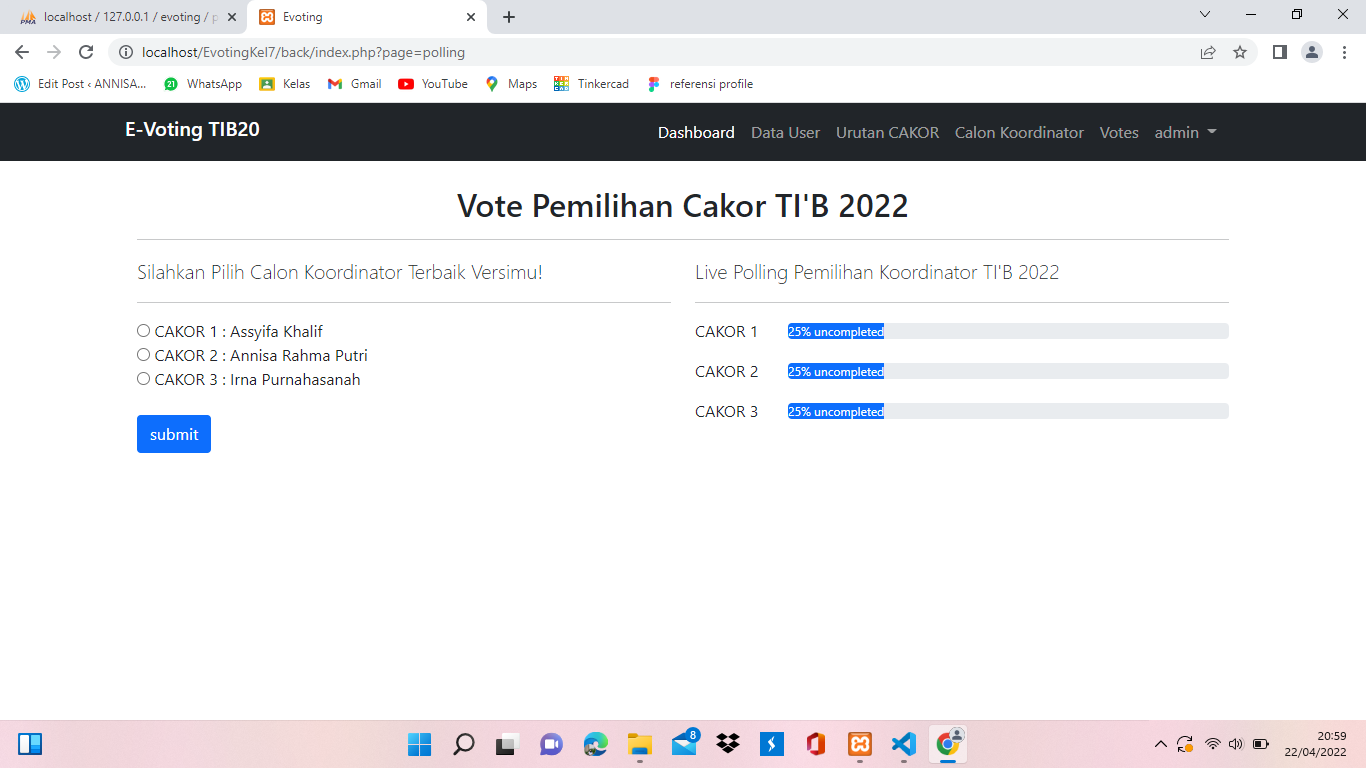 localhost / 127.0.0.1 / evoting / p
Evoting
localhost/EvotingKel7/back/index.php?page=polling
Edit Post ‹ ANNISA...
21
WhatsApp
Kelas
Gmail
YouTube
Maps
Tinkercad
referensi profile
E-Voting TIB20
Dashboard
Data User
Urutan CAKOR
Calon Koordinator
Votes
admin
Vote Pemilihan Cakor TI'B 2022
Silahkan Pilih Calon Koordinator Terbaik Versimu!
CAKOR 1 : Assyifa Khalif
CAKOR 2 : Annisa Rahma Putri
CAKOR 3 : Irna Purnahasanah
submit
Live Polling Pemilihan Koordinator TI'B 2022
CAKOR 1
25% uncompleted
CAKOR 2
25% uncompleted
CAKOR 3
25% uncompleted
8
20:59
22/04/2022